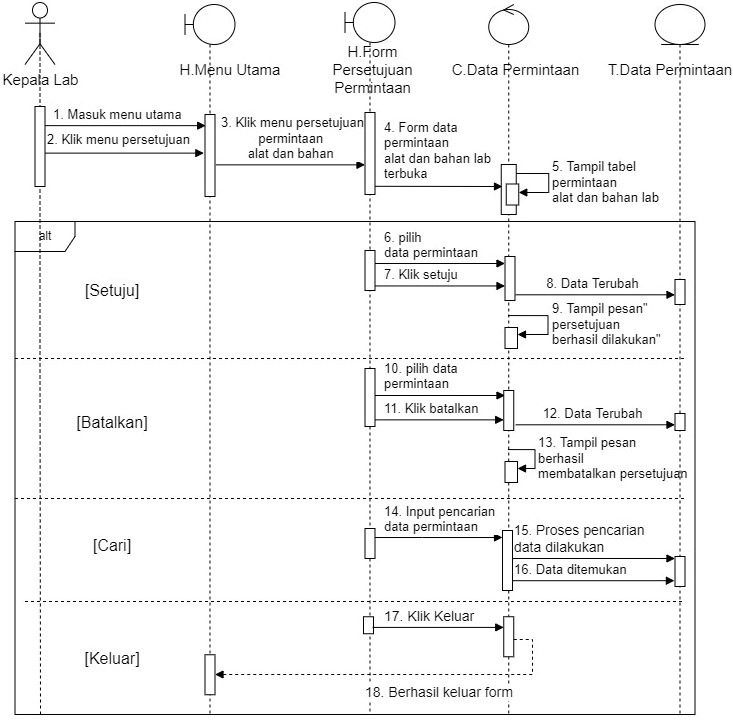 Kepala Lab
H.Menu Utama
H.Form
Persetujuan
Permintaan
C.Data Permintaan
T.Data Permintaan
1. Masuk menu utama
2. Klik menu persetujuan
3. Klik menu persetujuan
permintaan
alat dan bahan
4. Form data
permintaan
alat dan bahan lab
terbuka
5. Tampil tabel
permintaan
alat dan bahan lab
alt
[Setuju]
6. pilih
data permintaan
7. Klik setuju
8. Data Terubah
9. Tampil pesan"
persetujuan
berhasil dilakukan"
[Batalkan]
10. pilih data
permintaan
11. Klik batalkan
12. Data Terubah
13. Tampil pesan
berhasil
membatalkan persetujuan
[Cari]
14. Input pencarian
data permintaan
15. Proses pencarian
data dilakukan
16. Data ditemukan
[Keluar]
17. Klik Keluar
18. Berhasil keluar form